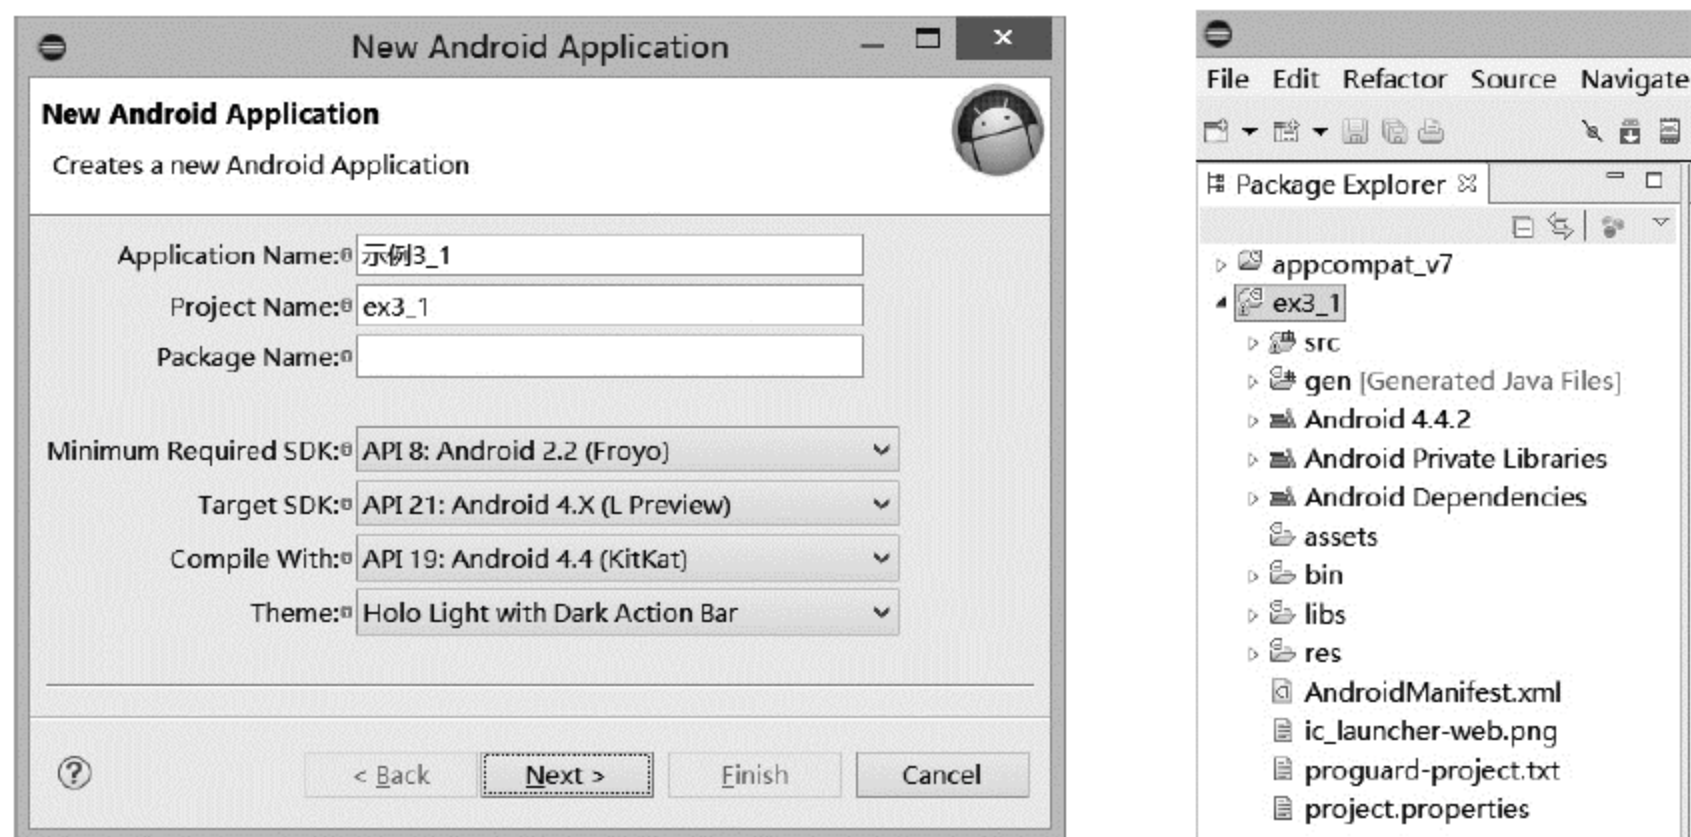 New Android Application
New Android Application
Creates a new Android Application
Application Name: 示例3_1
Project Name: ex3_1
Package Name:
Minimum Required SDK: API 8: Android 2.2 (Froyo)
Target SDK: API 21: Android 4.X (L Preview)
Compile With: API 19: Android 4.4 (KitKat)
Theme: Holo Light with Dark Action Bar
< Back Next > Finish Cancel
File Edit Refactor Source Navigate
Package Explorer
appcompat_v7
ex3_1
src
gen [Generated Java Files]
Android 4.4.2
Android Private Libraries
Android Dependencies
assets
bin
libs
res
AndroidManifest.xml
ic_launcher-web.png
proguard-project.txt
project.properties